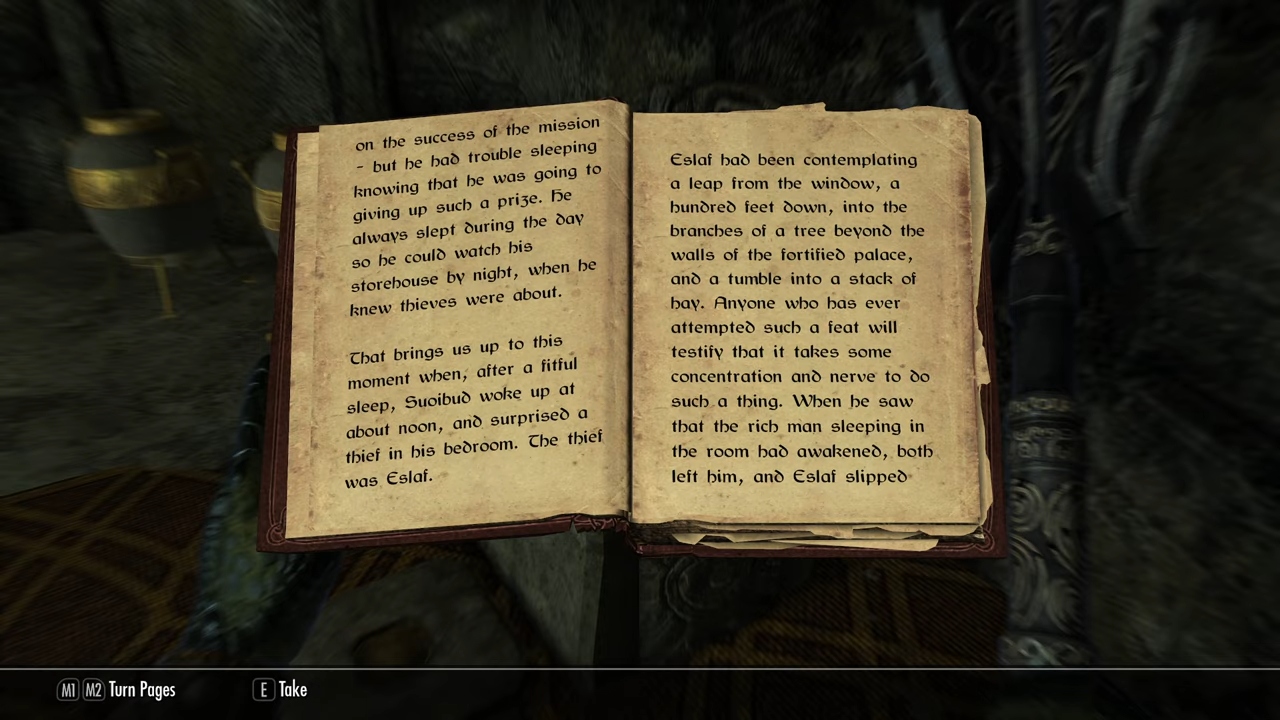 on the success of the mission
- but he had trouble sleeping
knowing that he was going to
giving up such a prize. He
always slept during the day
so he could watch his
storehouse by night, when he
knew thieves were about.
That brings us up to this
moment when, after a fitful
sleep, Suoibud woke up at
about noon, and surprised a
thief in his bedroom. The thief
was Eslaf.
Eslaf had been contemplating
a leap from the window, a
hundred feet down, into the
branches of a tree beyond the
walls of the fortified palace,
and a tumble into a stack of
hay. Anyone who has ever
attempted such a feat will
testify that it takes some
concentration and nerve to do
such a thing. When he saw
that the rich man sleeping in
the room had awakened, both
left him, and Eslaf slipped
M1 M2 Turn Pages
E Take